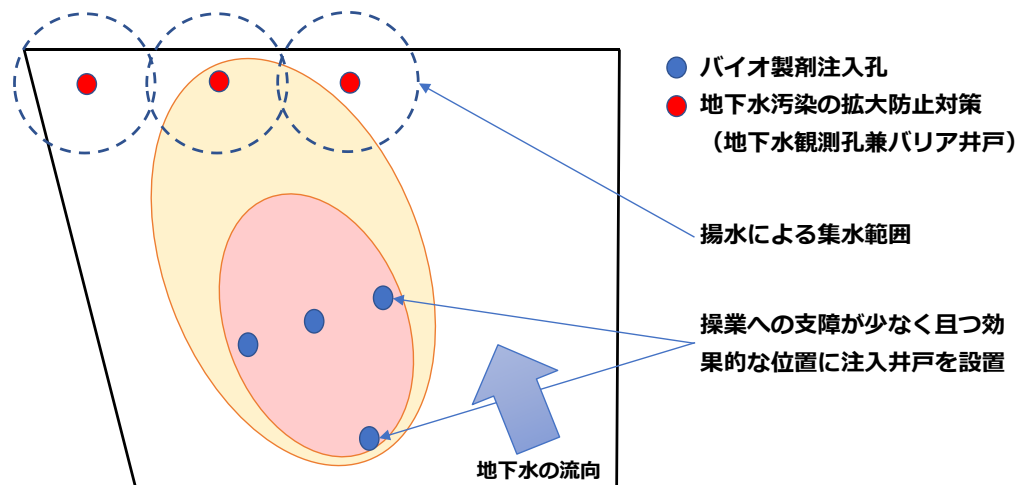 バイオ製剤注入孔
地下水汚染の拡大防止対策
（地下水観測孔兼バリア井戸）
揚水による集水範囲
操業への支障が少なく且つ効
果的な位置に注入井戸を設置
地下水の流向